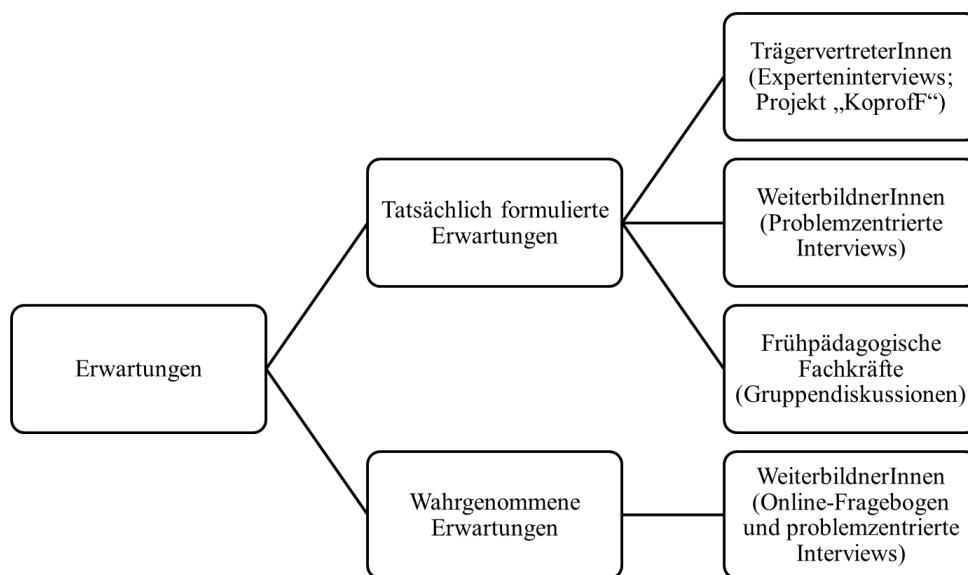 Erwartungen
Tatsächlich formulierte
Erwartungen
TrägervertreterInnen
(Experteninterviews;
Projekt „KoprofF“)
WeiterbildnerInnen
(Problemzentrierte
Interviews)
Frühpädagogische
Fachkräfte
(Gruppendiskussionen)
Wahrgenommene
Erwartungen
WeiterbildnerInnen
(Online-Fragebogen
und problemzentrierte
Interviews)